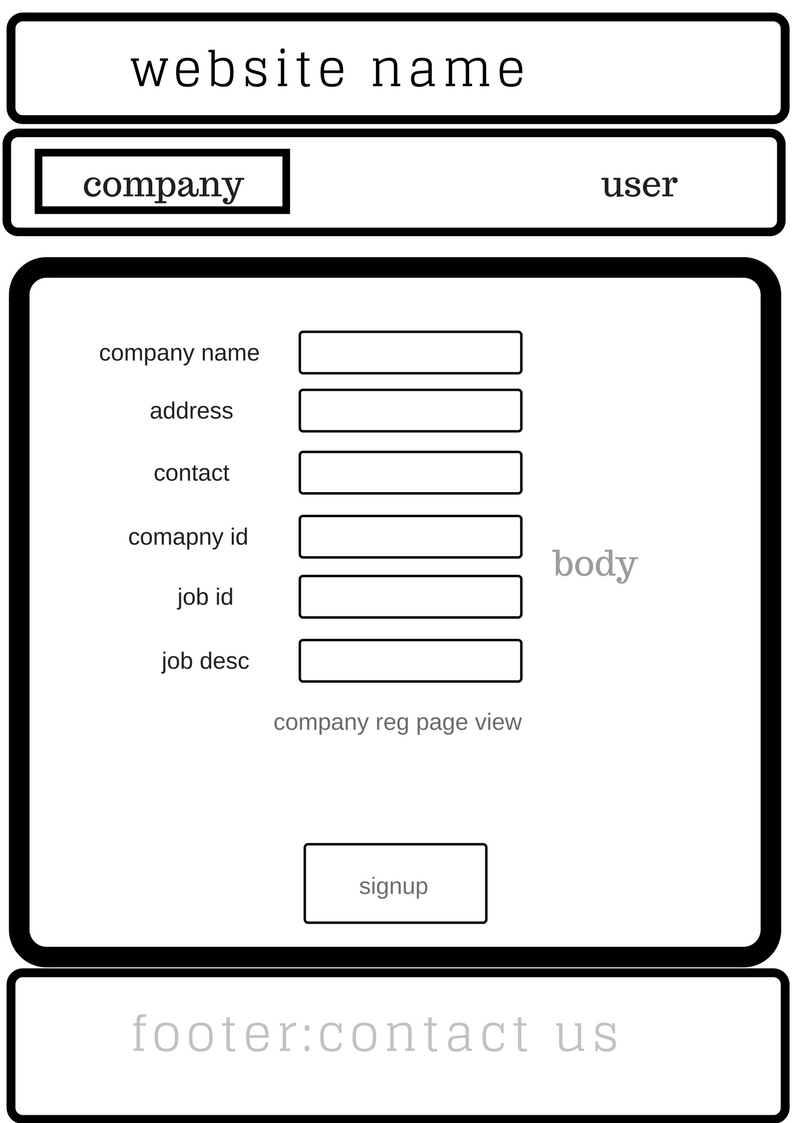 website name
company
user
company name
address
contact
comapny id
body
job id
job desc
company reg page view
signup
footer:contact us